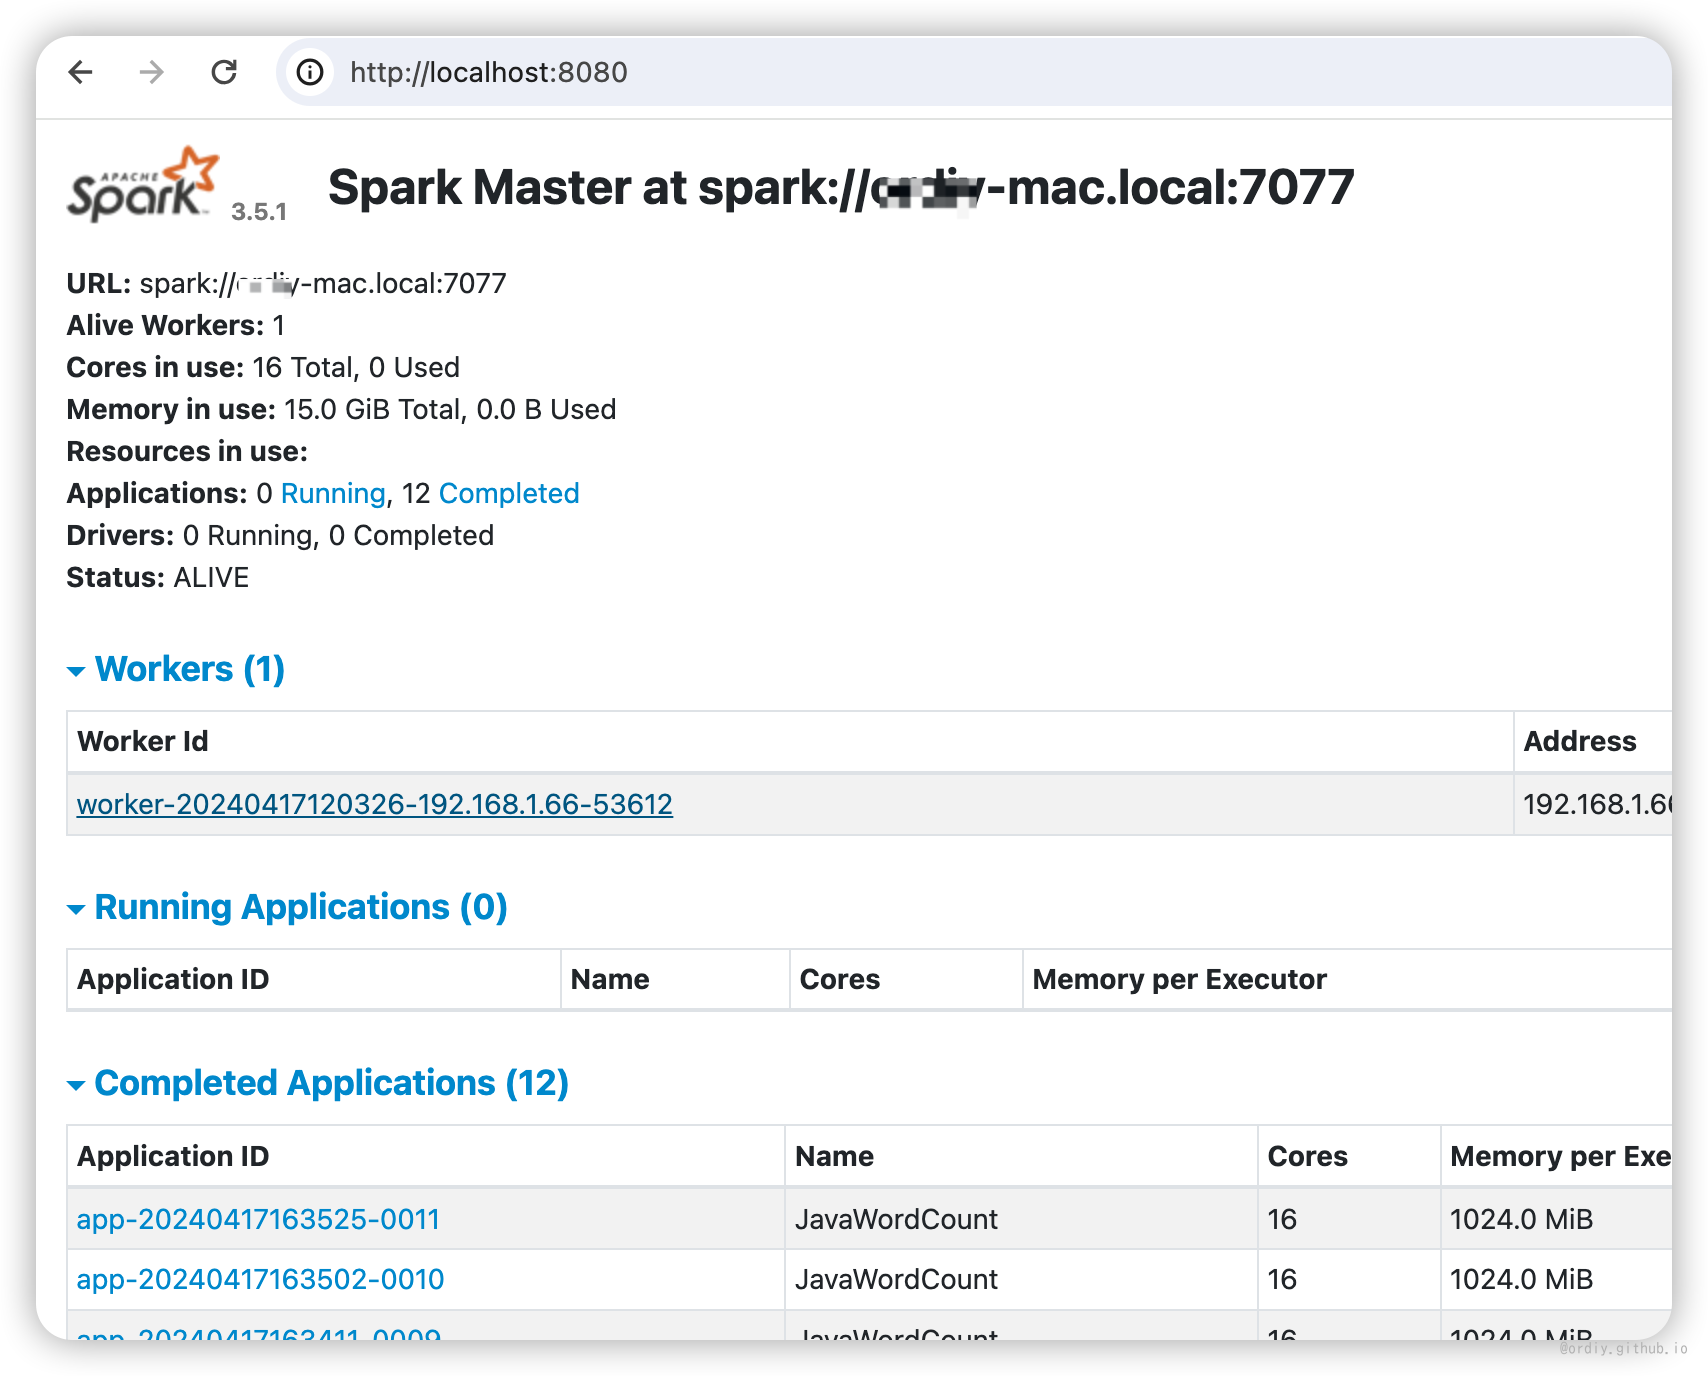 http://localhost:8080
APACHE
Spark™ 3.5.1
Spark Master at spark://-mac.local:7077
URL: spark://-mac.local:7077
Alive Workers: 1
Cores in use: 16 Total, 0 Used
Memory in use: 15.0 GiB Total, 0.0 B Used
Resources in use:
Applications: 0 Running, 12 Completed
Drivers: 0 Running, 0 Completed
Status: ALIVE
Workers (1)
Worker Id Address
worker-20240417120326-192.168.1.66-53612 192.168.1.66
Running Applications (0)
Application ID Name Cores Memory per Executor
Completed Applications (12)
Application ID Name Cores Memory per Exe
app-20240417163525-0011 JavaWordCount 16 1024.0 MiB
app-20240417163502-0010 JavaWordCount 16 1024.0 MiB
app-20240417163411-0009 JavaWordCount 16 1024.0 MiB
@ordiy.github.io